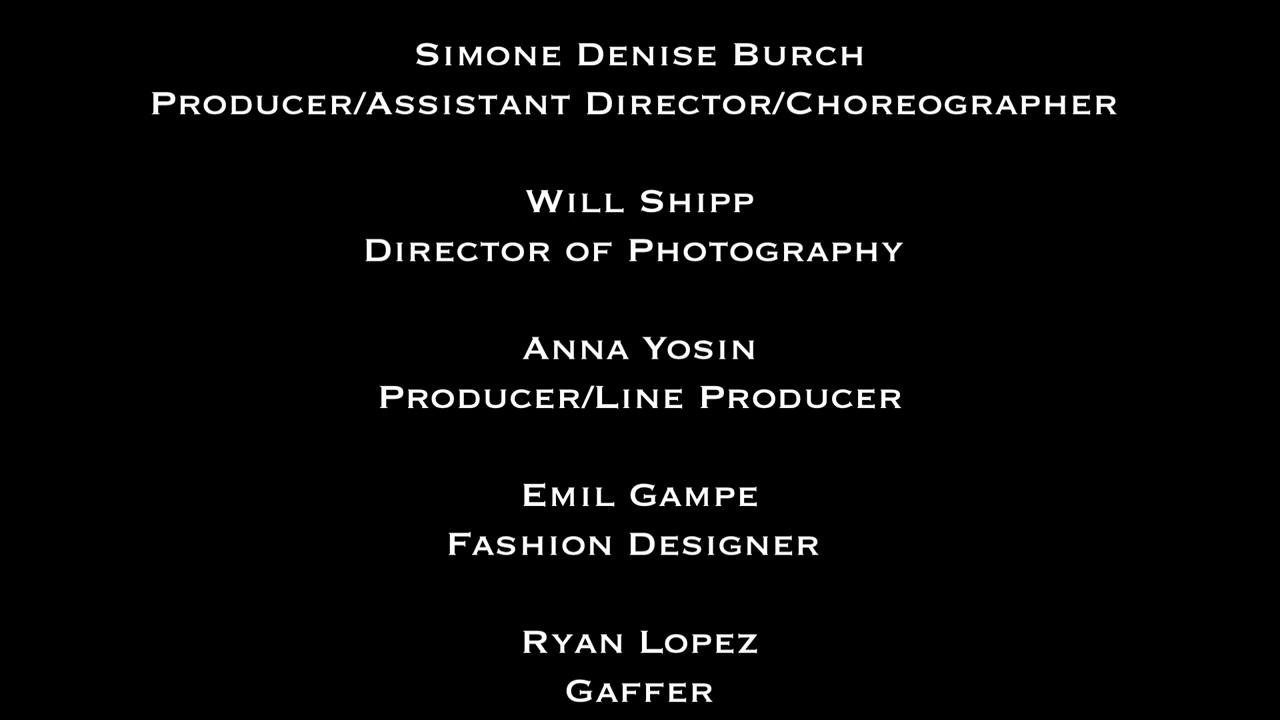 Simone Denise Burch
Producer/Assistant Director/Choreographer
Will Shipp
Director of Photography
Anna Yosin
Producer/Line Producer
Emil Gampe
Fashion Designer
Ryan Lopez
Gaffer